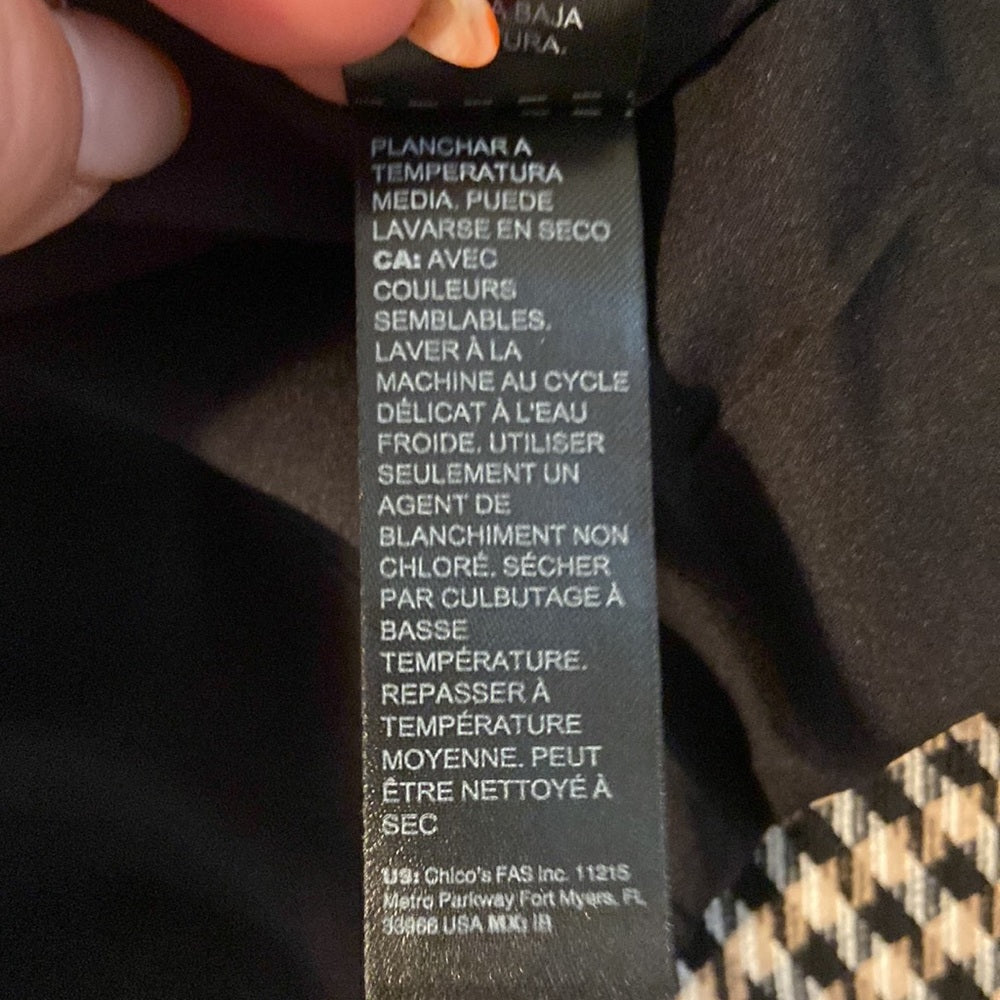 A BAJA
URA.
PLANCHAR A
TEMPERATURA
MEDIA. PUEDE
LAVARSE EN SECO
CA: AVEC
COULEURS
SEMBLABLES.
LAVER À LA
MACHINE AU CYCLE
DÉLICAT À L'EAU
FROIDE. UTILISER
SEULEMENT UN
AGENT DE
BLANCHIMENT NON
CHLORÉ. SÉCHER
PAR CULBUTAGE À
BASSE
TEMPÉRATURE.
REPASSER À
TEMPÉRATURE
MOYENNE. PEUT
ÊTRE NETTOYÉ À
SEC
US: Chico's FAS Inc. 11215
Metro Parkway Fort Myers, FL
33966 USA MX: